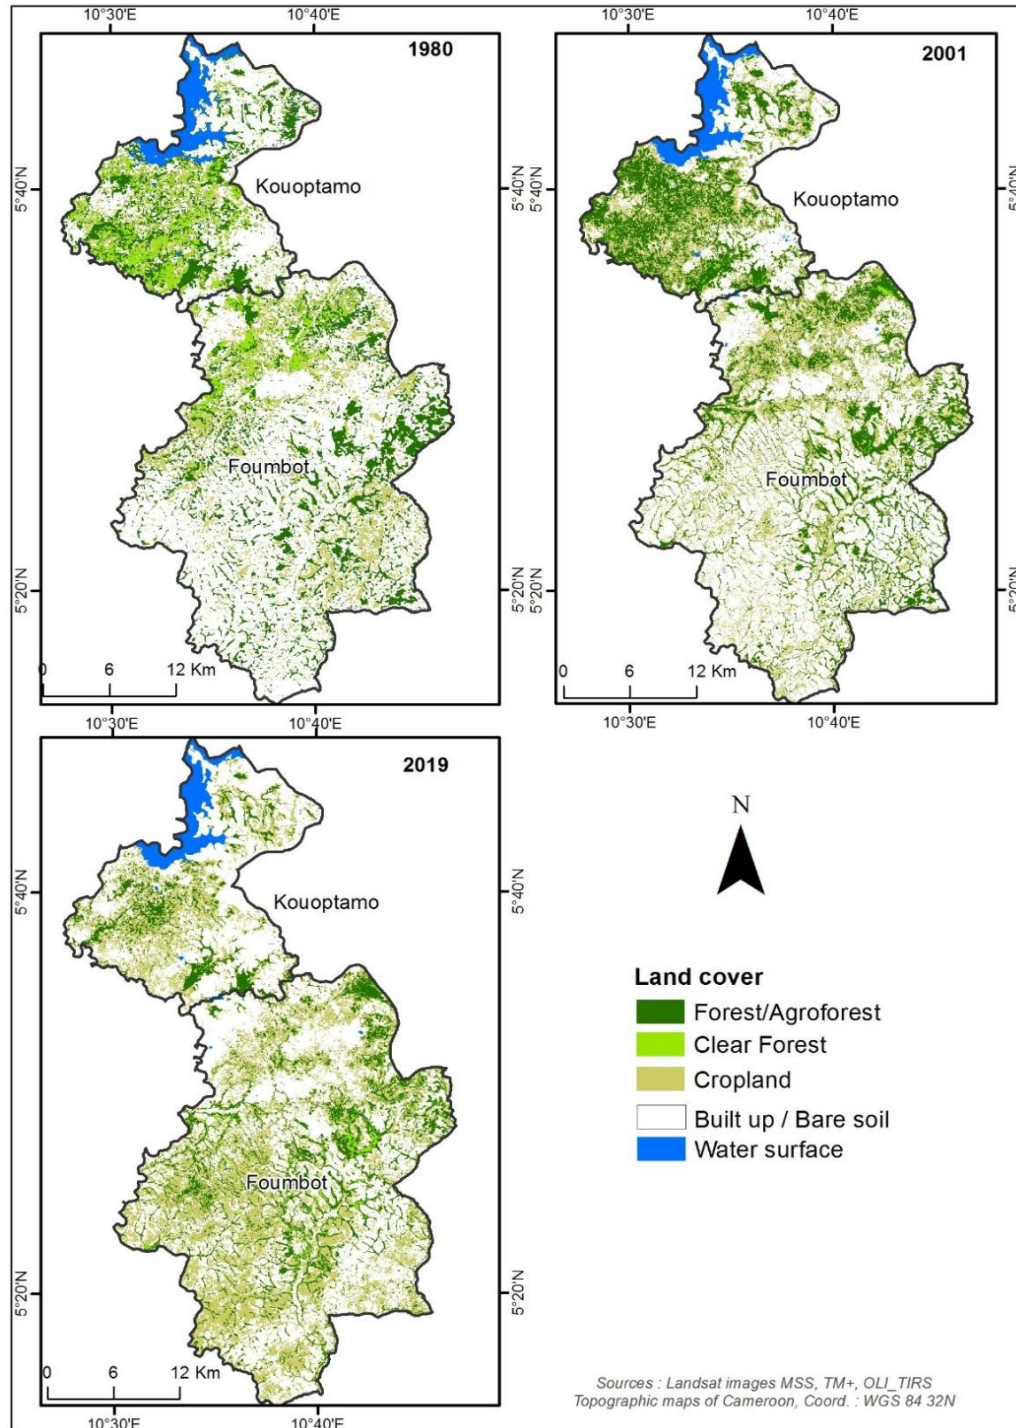 10°30'E
10°40'E
10°30'E
10°40'E
1980
2001
5°40'N
5°40'N
5°40'N
5°40'N
Kouoptamo
Kouoptamo
Foumbot
Foumbot
5°20'N
5°20'N
5°20'N
5°20'N
0
6
12 Km
0
6
12 Km
10°30'E
10°40'E
10°30'E
10°40'E
2019
N
5°40'N
5°40'N
Kouoptamo
Land cover
Forest/Agroforest
Clear Forest
Cropland
Built up / Bare soil
Water surface
Foumbot
5°20'N
5°20'N
0
6
12 Km
Sources : Landsat images MSS, TM+, OLI_TIRS
Topographic maps of Cameroon, Coord. : WGS 84 32N
10°30'E
10°40'E